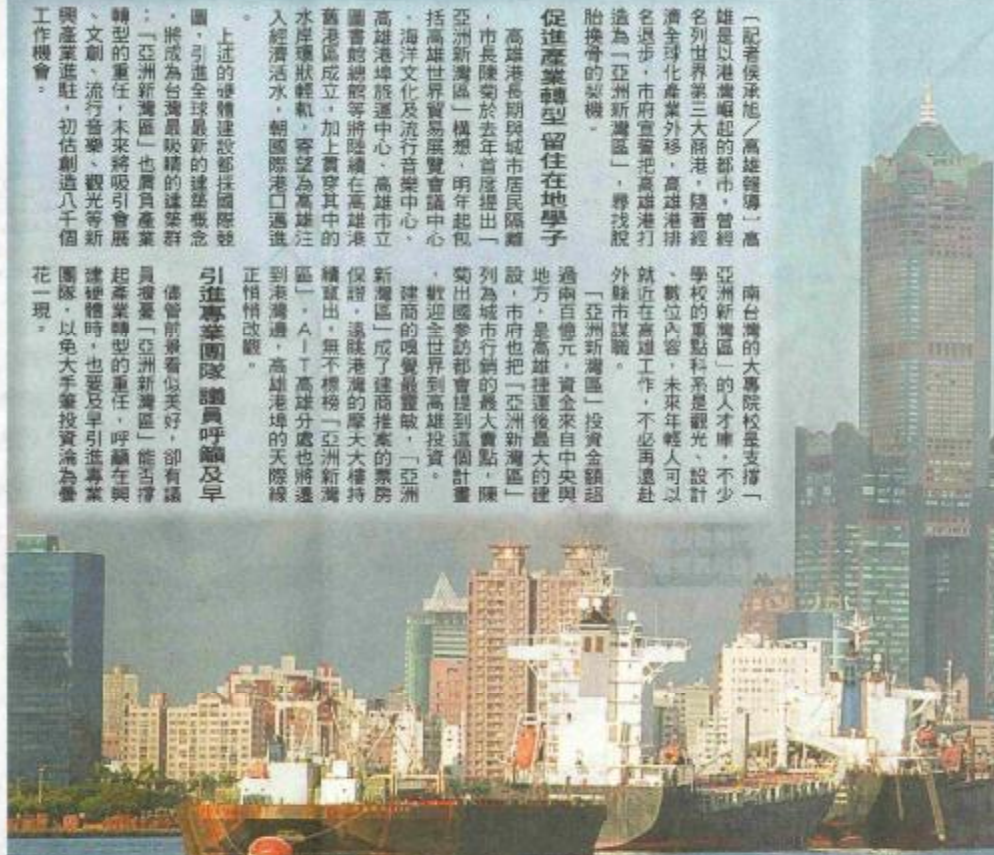 〔記者侯承旭／高雄報導〕高
雄是以港灣崛起的都市，曾經
名列世界第三大商港，隨著經
濟全球化產業外移，高雄港排
名退步，市府宣誓把高雄港打
造為「亞洲新灣區」，尋找脫
胎換骨的契機。
促進產業轉型 留住在地學子
高雄港長期與城市居民隔離
，市長陳菊於去年首度提出「
亞洲新灣區」構想，明年起包
括高雄世界貿易展覽會議中心
、海洋文化及流行音樂中心、
高雄港埠旅運中心、高雄市立
圖書館總館等將陸續在高雄港
舊港區成立，加上貫穿其中的
水岸環狀輕軌，寄望為高雄注
入經濟活水，朝國際港口邁進
。
上述的硬體建設都採國際競
圖，引進全球最新的建築概念
，將成為台灣最吸睛的建築群
；「亞洲新灣區」也肩負產業
轉型的重任，未來將吸引會展
、文創、流行音樂、觀光等新
興產業進駐，初估創造八千個
工作機會。
南台灣的大專院校是支撐「
亞洲新灣區」的人才庫，不少
學校的重點科系是觀光、設計
、數位內容，未來年輕人可以
就近在高雄工作，不必再遠赴
外縣市謀職。
「亞洲新灣區」投資金額超
過兩百億元，資金來自中央與
地方，是高雄捷運後最大的建
設，市府也把「亞洲新灣區」
列為城市行銷的最大賣點，陳
菊出國參訪都會提到這個計畫
，歡迎全世界到高雄投資。
建商的嗅覺最靈敏，「亞洲
新灣區」成了建商推案的票房
保證，遠眺港灣的摩天大樓持
續竄出，無不標榜「亞洲新灣
區」，ＡＩＴ高雄分處也將遷
到港灣邊，高雄港埠的天際線
正悄悄改觀。
引進專業團隊 議員呼籲及早
儘管前景看似美好，卻有議
員擔憂「亞洲新灣區」能否撐
起產業轉型的重任，呼籲在興
建硬體時，也要及早引進專業
團隊，以免大手筆投資淪為曇
花一現。